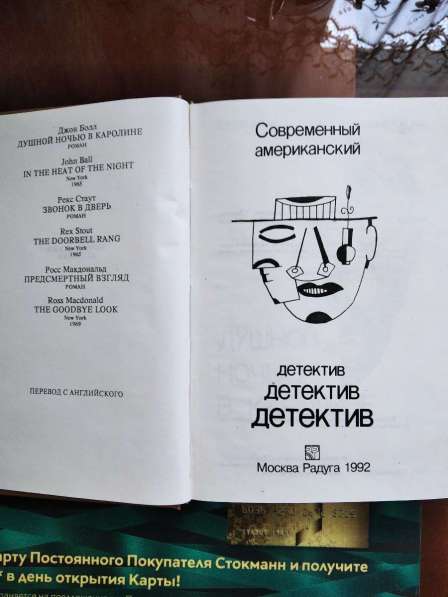 Джон Болл
ДУШНОЙ НОЧЬЮ В КАРОЛИНЕ
РОМАН
John Ball
IN THE HEAT OF THE NIGHT
New York
1965
Рекс Стаут
ЗВОНОК В ДВЕРЬ
РОМАН
Rex Stout
THE DOORBELL RANG
New York
1965
Росс Макдональд
ПРЕДСМЕРТНЫЙ ВЗГЛЯД
РОМАН
Ross Macdonald
THE GOODBYE LOOK
New York
1969
ПЕРЕВОД С АНГЛИЙСКОГО
Современный
американский
детектив
детектив
детектив
Москва Радуга 1992
арту Постоянного Покупателя Стокманн и получите
* в день открытия Карты!